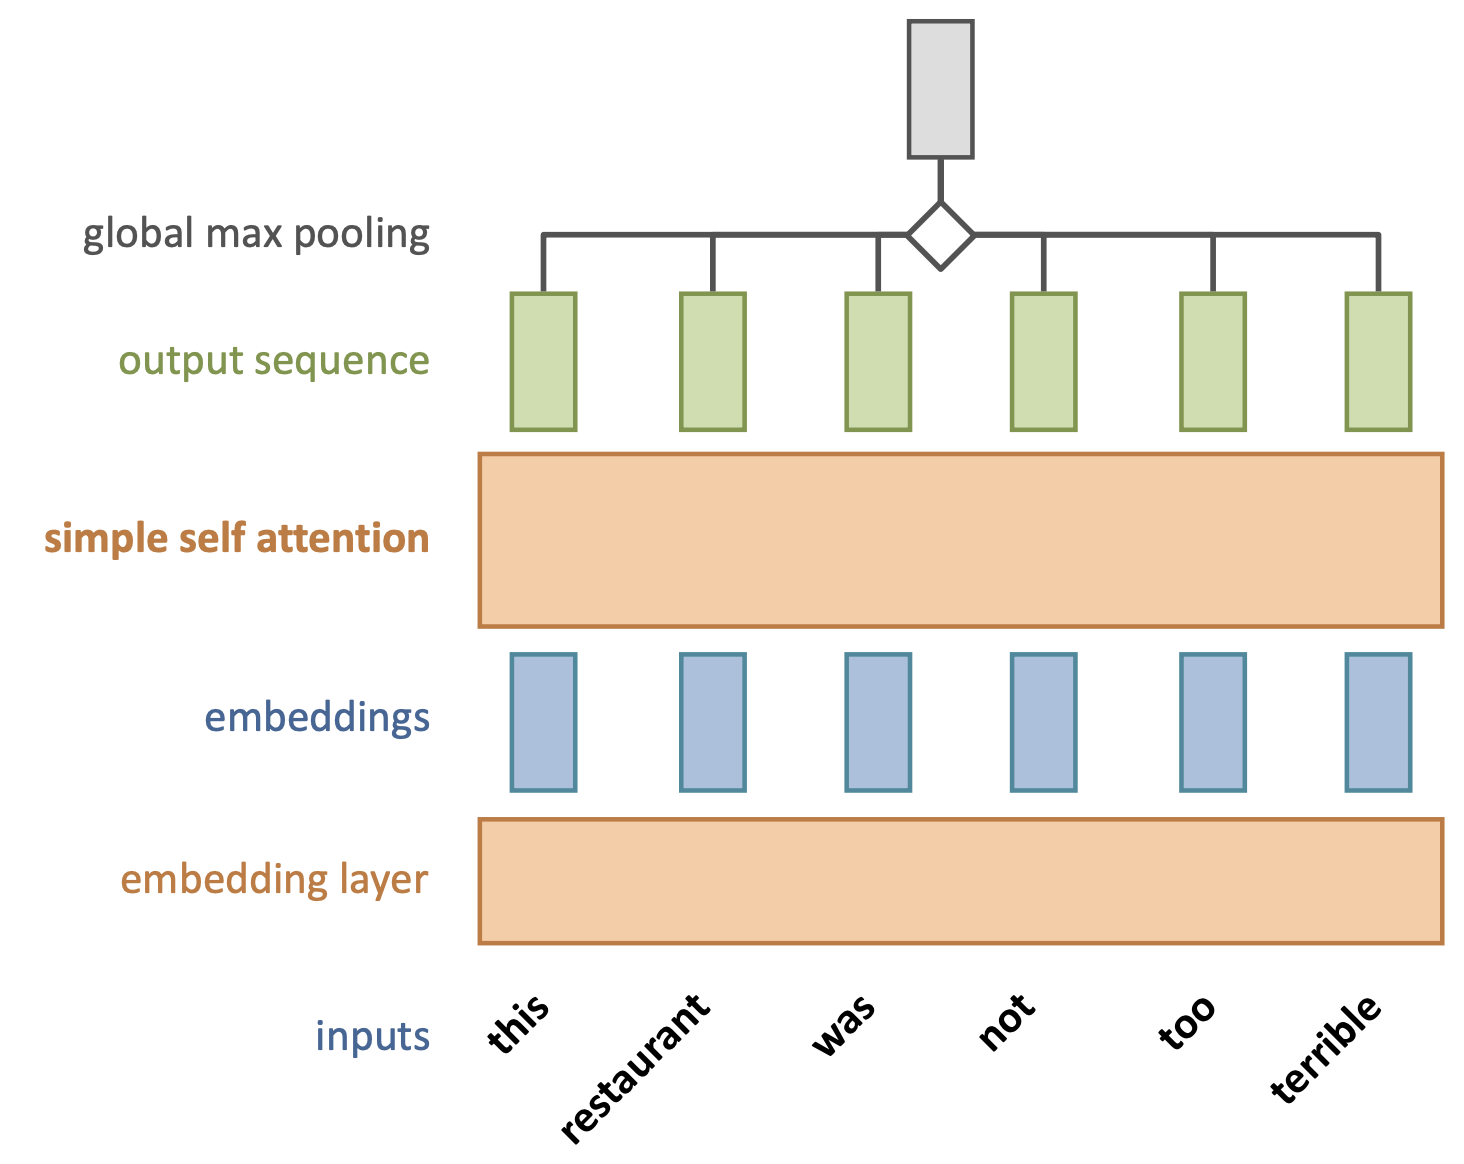 global max pooling
output sequence
simple self attention
embeddings
embedding layer
inputs
this
restaurant
was
not
too
terrible